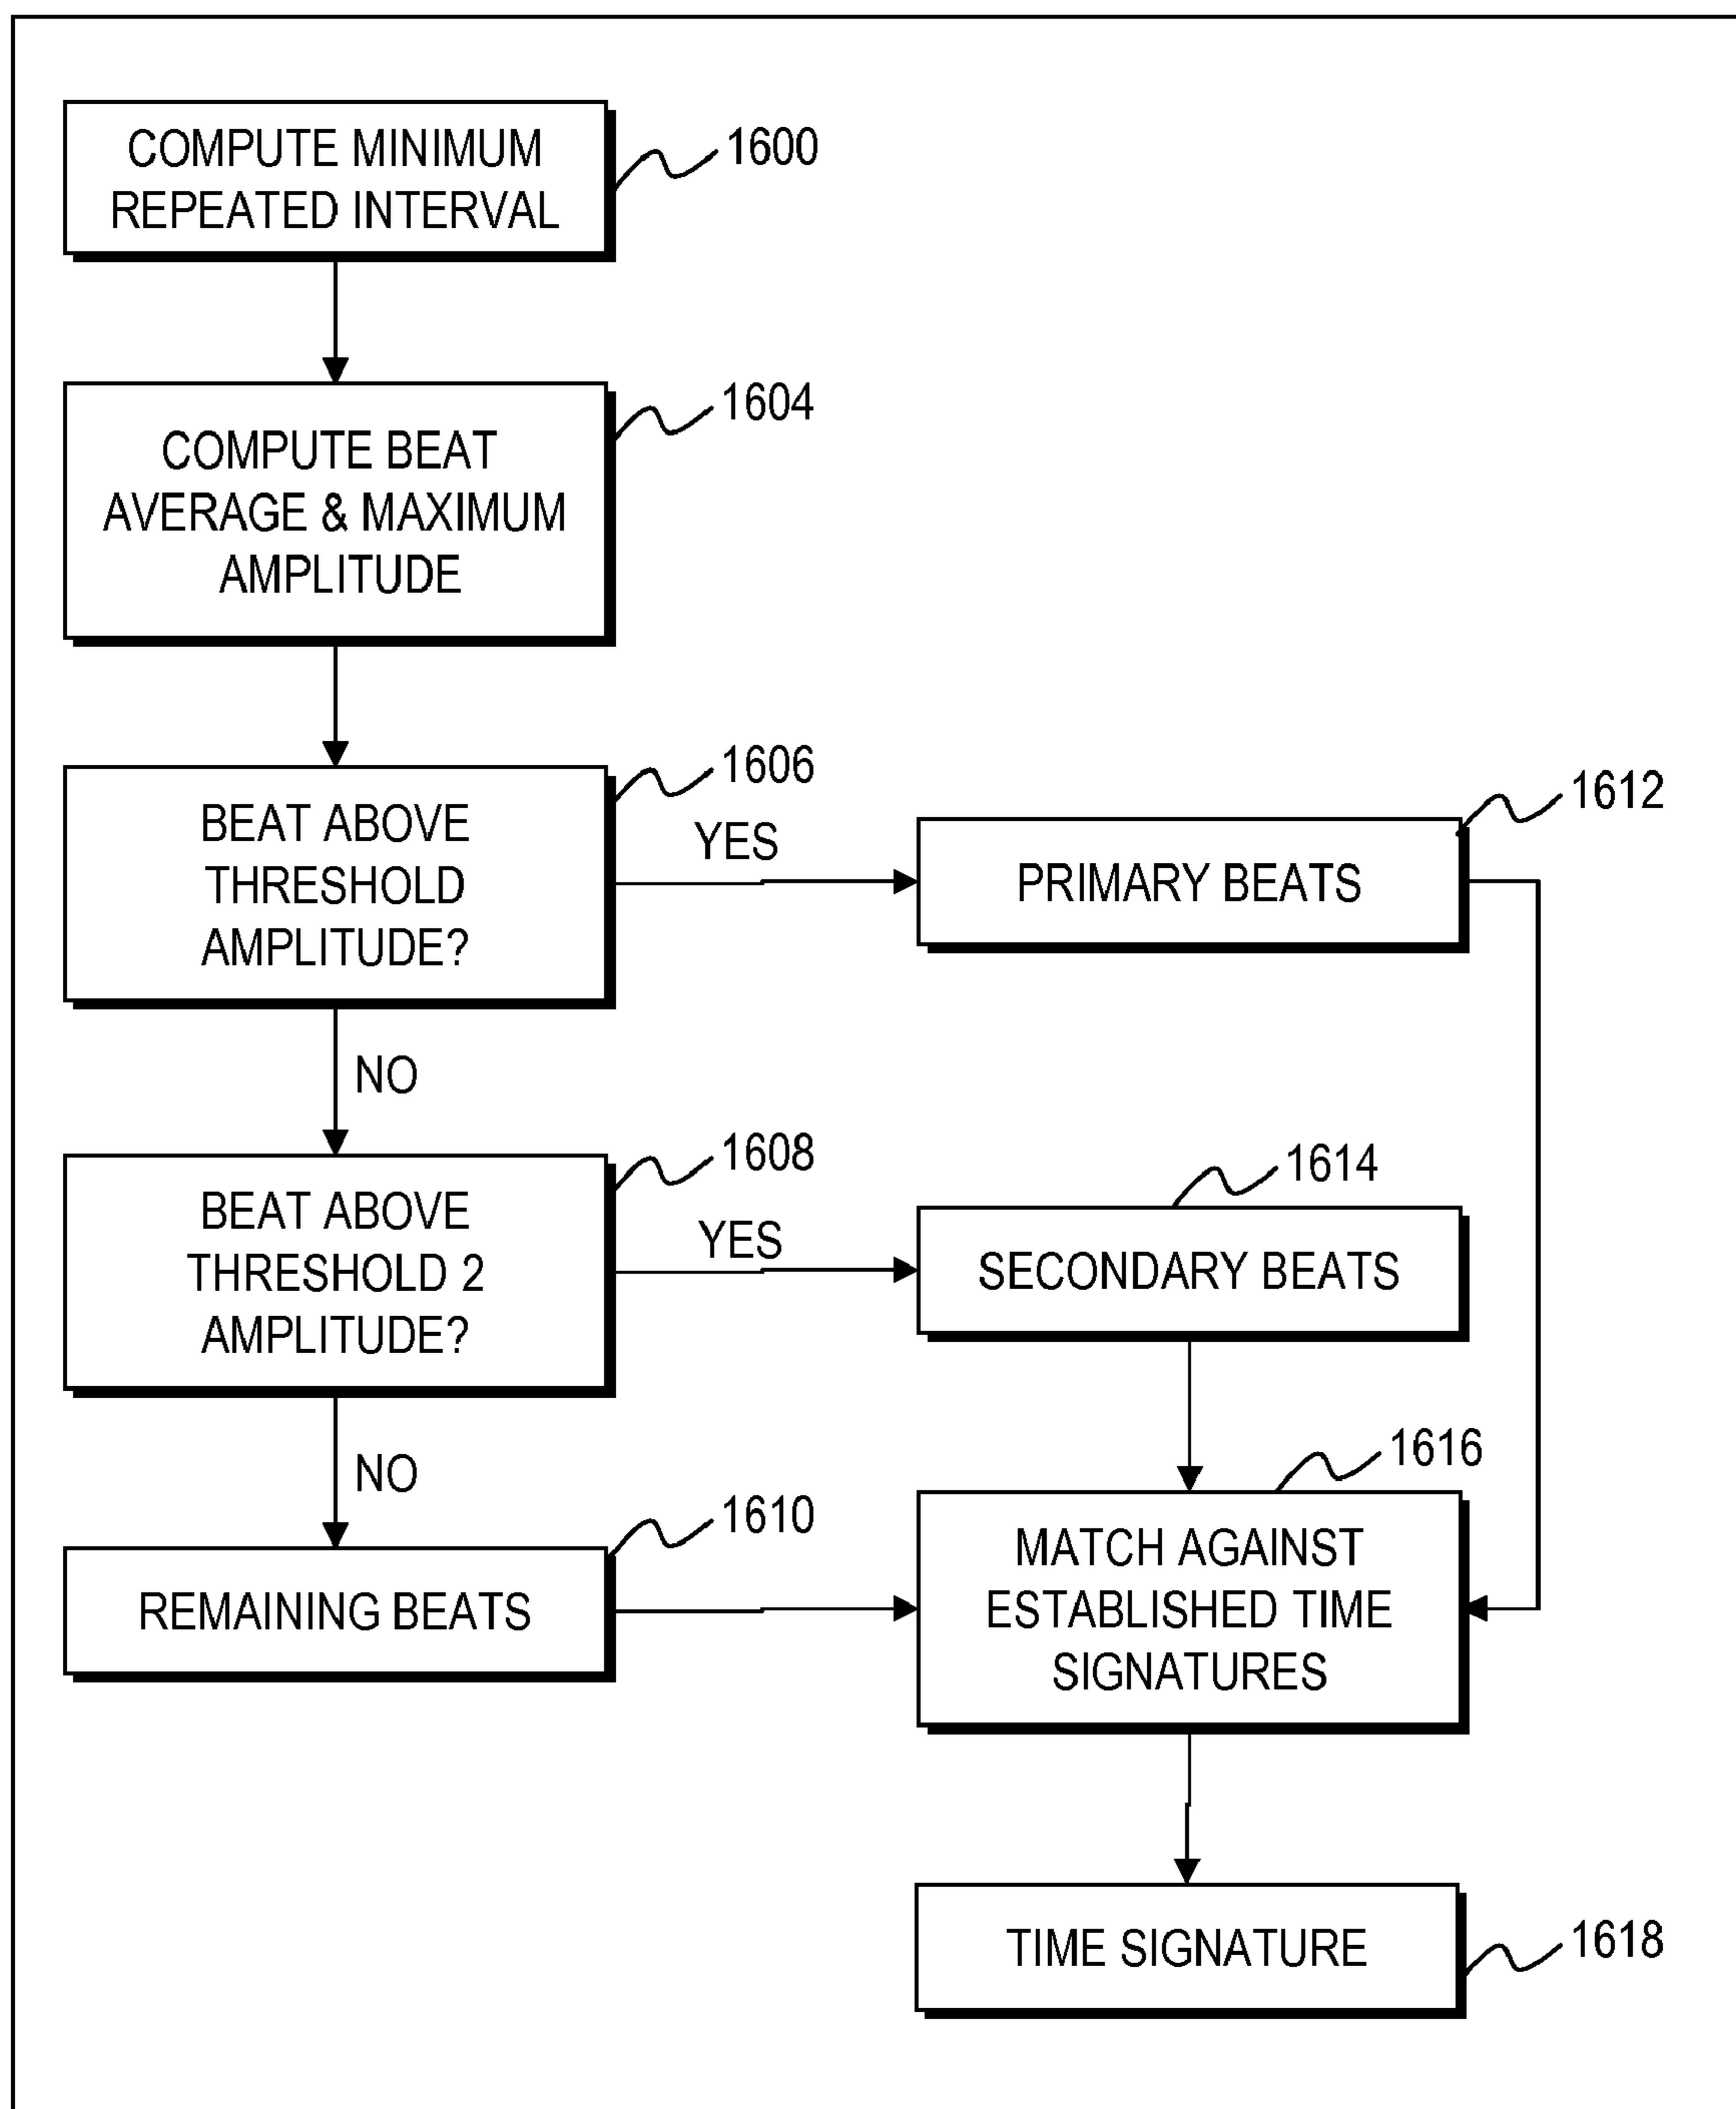 COMPUTE MINIMUM
REPEATED INTERVAL
1600
COMPUTE BEAT
AVERAGE & MAXIMUM
AMPLITUDE
1604
BEAT ABOVE
THRESHOLD
AMPLITUDE?
1606
YES
PRIMARY BEATS
1612
NO
BEAT ABOVE
THRESHOLD 2
AMPLITUDE?
1608
YES
SECONDARY BEATS
1614
NO
REMAINING BEATS
1610
MATCH AGAINST
ESTABLISHED TIME
SIGNATURES
1616
TIME SIGNATURE
1618